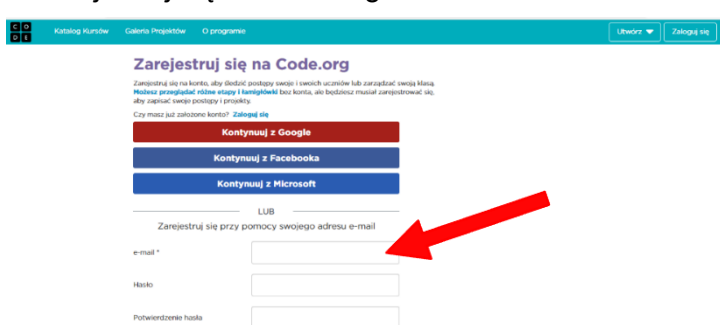 C O
D E
Katalog Kursów
Galeria Projektów
O programie
Utwórz
Zaloguj się
Zarejestruj się na Code.org
Zarejestruj się na konto, aby śledzić postępy swoje i swoich uczniów lub zarządzać swoją klasą.
Możesz przeglądać różne etapy i łamigłówki bez konta, ale będziesz musiał zarejestrować się,
aby zapisać swoje postępy i projekty.
Czy masz już założone konto? Zaloguj się
Kontynuuj z Google
Kontynuuj z Facebooka
Kontynuuj z Microsoft
LUB
Zarejestruj się przy pomocy swojego adresu e-mail
e-mail *
Hasło
Potwierdzenie hasła